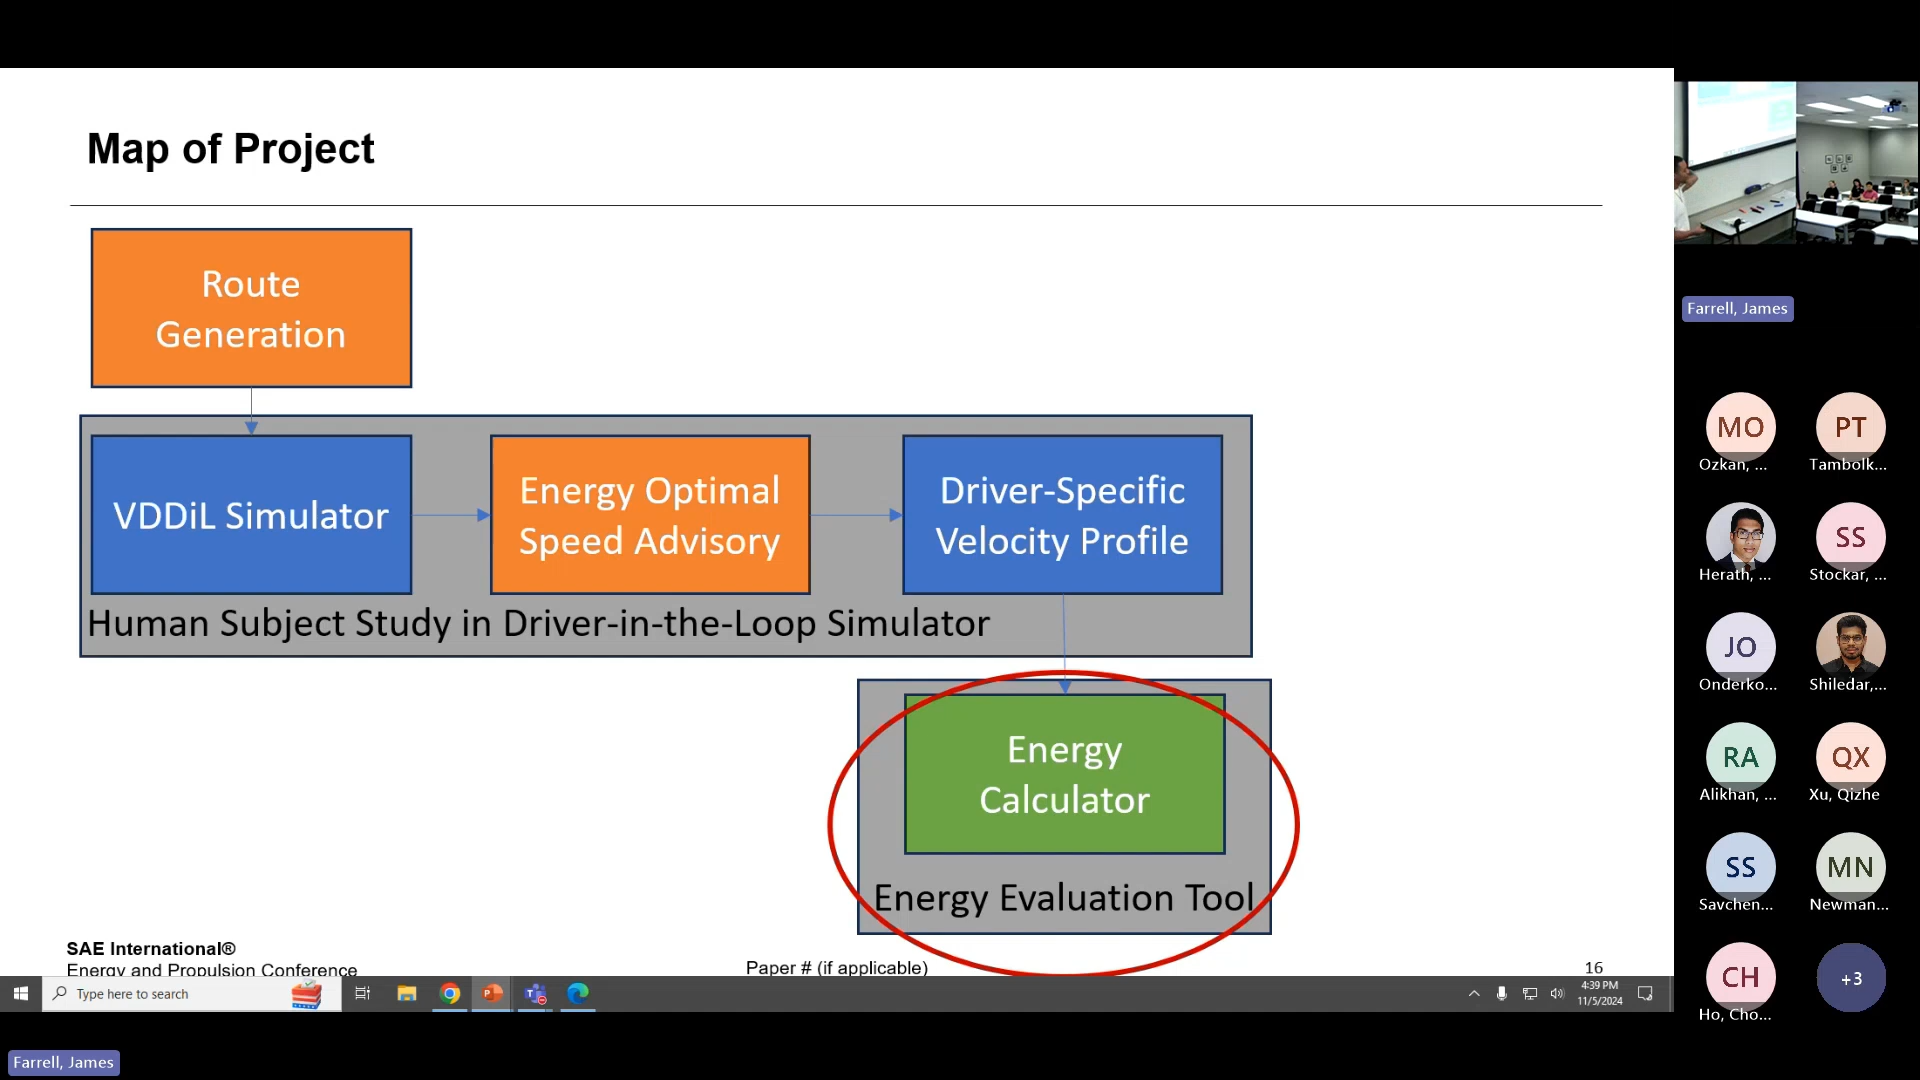 Map of Project
Route
Generation
VDDiL Simulator
Energy Optimal
Speed Advisory
Driver-Specific
Velocity Profile
Human Subject Study in Driver-in-the-Loop Simulator
Energy
Calculator
Energy Evaluation Tool
SAE International®
Energy and Propulsion Conference
Paper # (if applicable)
16
Type here to search
4:39 PM
11/5/2024
Farrell, James
Farrell, James
MO
Ozkan, ...
PT
Tambolk...
Herath, ...
SS
Stockar, ...
JO
Onderko...
Shiledar,...
RA
Alikhan, ...
QX
Xu, Qizhe
SS
Savchen...
MN
Newman...
CH
Ho, Cho...
+3